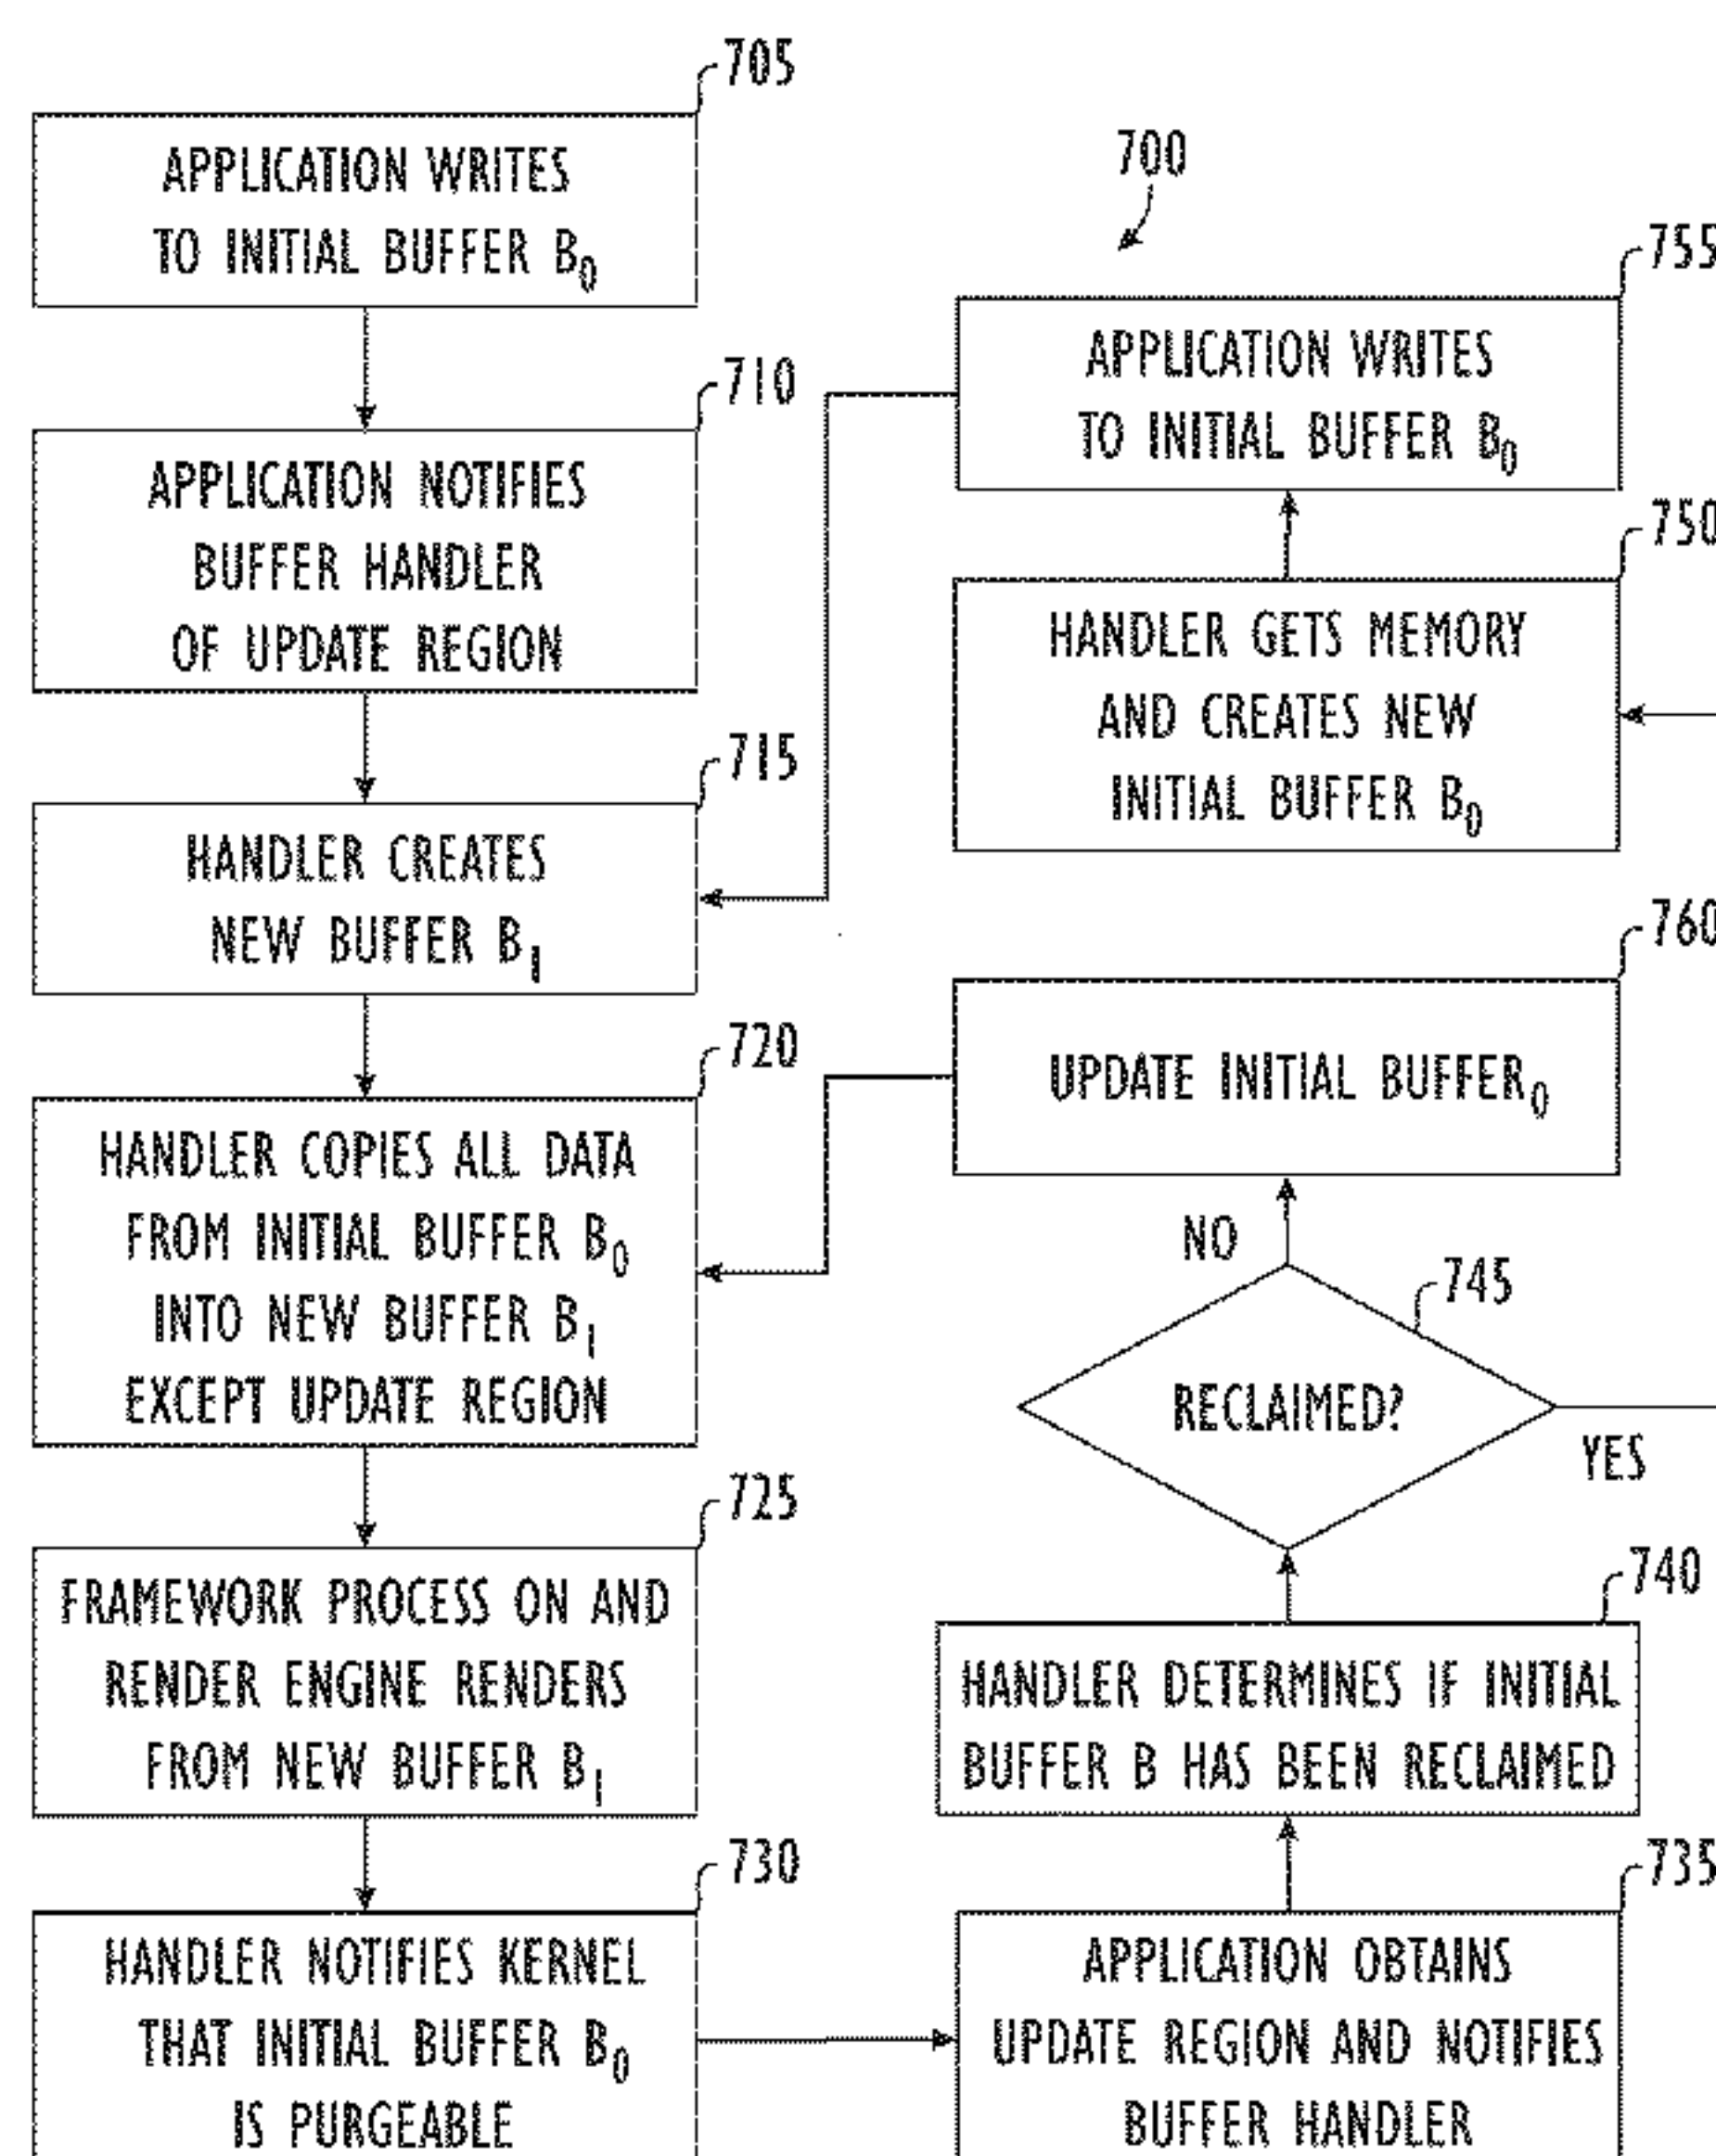 705
APPLICATION WRITES
TO INITIAL BUFFER B₀
710
APPLICATION NOTIFIES
BUFFER HANDLER
OF UPDATE REGION
715
HANDLER CREATES
NEW BUFFER B₁
720
HANDLER COPIES ALL DATA
FROM INITIAL BUFFER B₀
INTO NEW BUFFER B₁
EXCEPT UPDATE REGION
725
FRAMEWORK PROCESS ON AND
RENDER ENGINE RENDERS
FROM NEW BUFFER B₁
730
HANDLER NOTIFIES KERNEL
THAT INITIAL BUFFER B₀
IS PURGEABLE
700
755
APPLICATION WRITES
TO INITIAL BUFFER B₀
750
HANDLER GETS MEMORY
AND CREATES NEW
INITIAL BUFFER B₀
760
UPDATE INITIAL BUFFER₀
NO
745
RECLAIMED?
YES
740
HANDLER DETERMINES IF INITIAL
BUFFER B HAS BEEN RECLAIMED
735
APPLICATION OBTAINS
UPDATE REGION AND NOTIFIES
BUFFER HANDLER